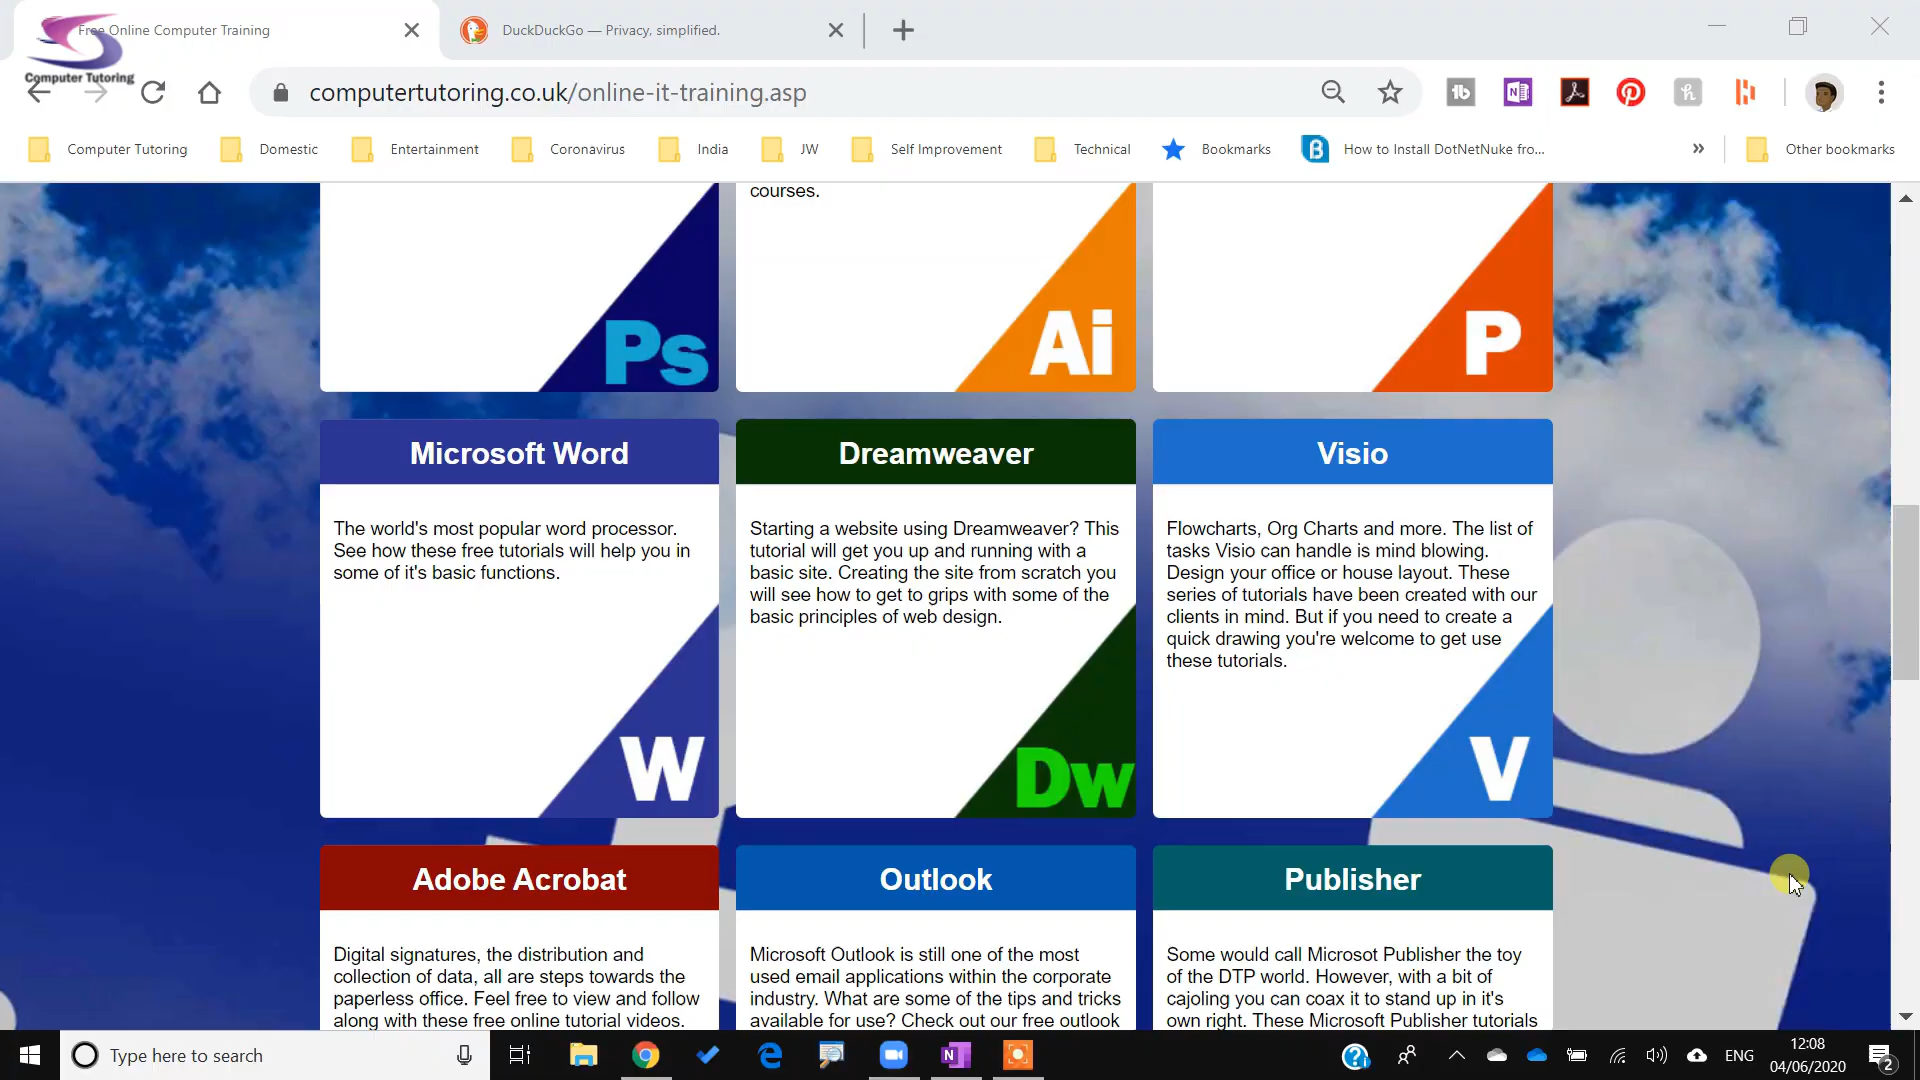 Free Online Computer Training
DuckDuckGo — Privacy, simplified.
Computer Tutoring
computertutoring.co.uk/online-it-training.asp
Computer Tutoring
Domestic
Entertainment
Coronavirus
India
JW
Self Improvement
Technical
Bookmarks
How to Install DotNetNuke fro...
Other bookmarks
courses.
Ps
Ai
P
Microsoft Word
The world's most popular word processor.
See how these free tutorials will help you in
some of it's basic functions.
W
Dreamweaver
Starting a website using Dreamweaver? This
tutorial will get you up and running with a
basic site. Creating the site from scratch you
will see how to get to grips with some of the
basic principles of web design.
Dw
Visio
Flowcharts, Org Charts and more. The list of
tasks Visio can handle is mind blowing.
Design your office or house layout. These
series of tutorials have been created with our
clients in mind. But if you need to create a
quick drawing you're welcome to get use
these tutorials.
V
Adobe Acrobat
Digital signatures, the distribution and
collection of data, all are steps towards the
paperless office. Feel free to view and follow
along with these free online tutorial videos.
Outlook
Microsoft Outlook is still one of the most
used email applications within the corporate
industry. What are some of the tips and tricks
available for use? Check out our free outlook
Publisher
Some would call Microsot Publisher the toy
of the DTP world. However, with a bit of
cajoling you can coax it to stand up in it's
own right. These Microsoft Publisher tutorials
Type here to search
ENG
12:08
04/06/2020
2